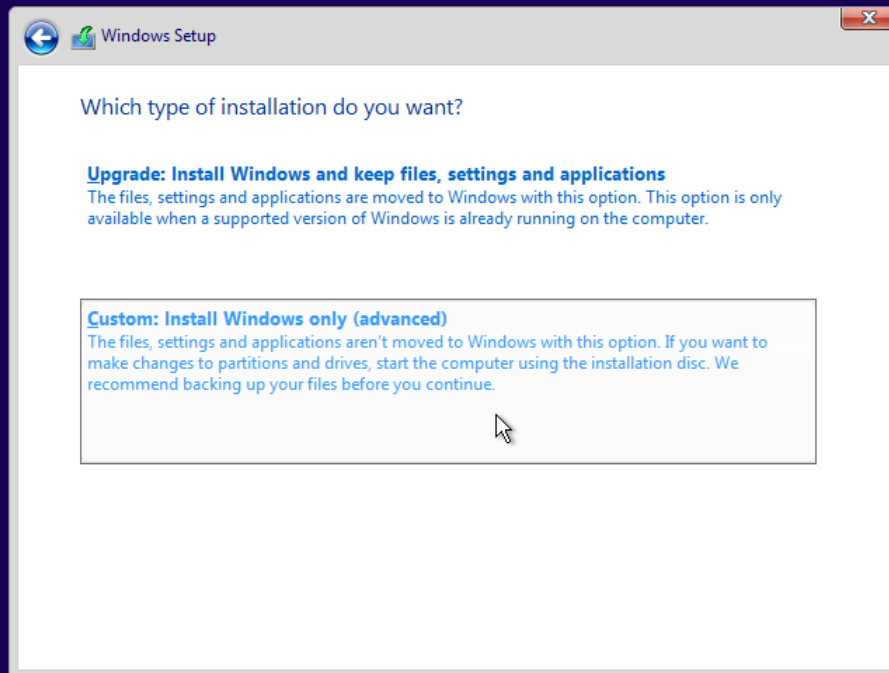 Windows Setup
Which type of installation do you want?
Upgrade: Install Windows and keep files, settings and applications
The files, settings and applications are moved to Windows with this option. This option is only
available when a supported version of Windows is already running on the computer.
Custom: Install Windows only (advanced)
The files, settings and applications aren't moved to Windows with this option. If you want to
make changes to partitions and drives, start the computer using the installation disc. We
recommend backing up your files before you continue.